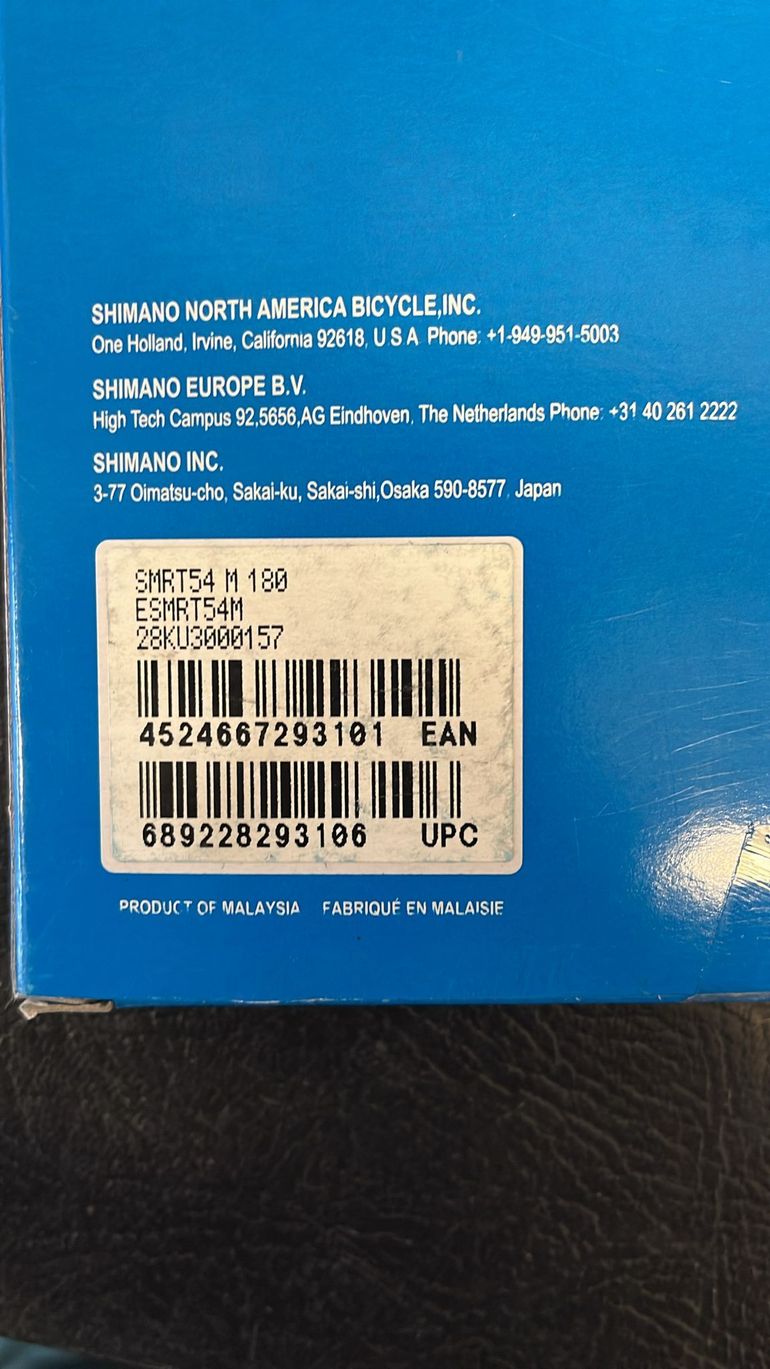 SHIMANO NORTH AMERICA BICYCLE,INC.
One Holland, Irvine, California 92618, U S A Phone: +1-949-951-5003
SHIMANO EUROPE B.V.
High Tech Campus 92,5656,AG Eindhoven, The Netherlands Phone: +31 40 261 2222
SHIMANO INC.
3-77 Oimatsu-cho, Sakai-ku, Sakai-shi,Osaka 590-8577, Japan
SMRT54 M 180
ESMRT54M
28KU3000157
4524667293101 EAN
689228293106 UPC
PRODUCT OF MALAYSIA FABRIQUÉ EN MALAISIE